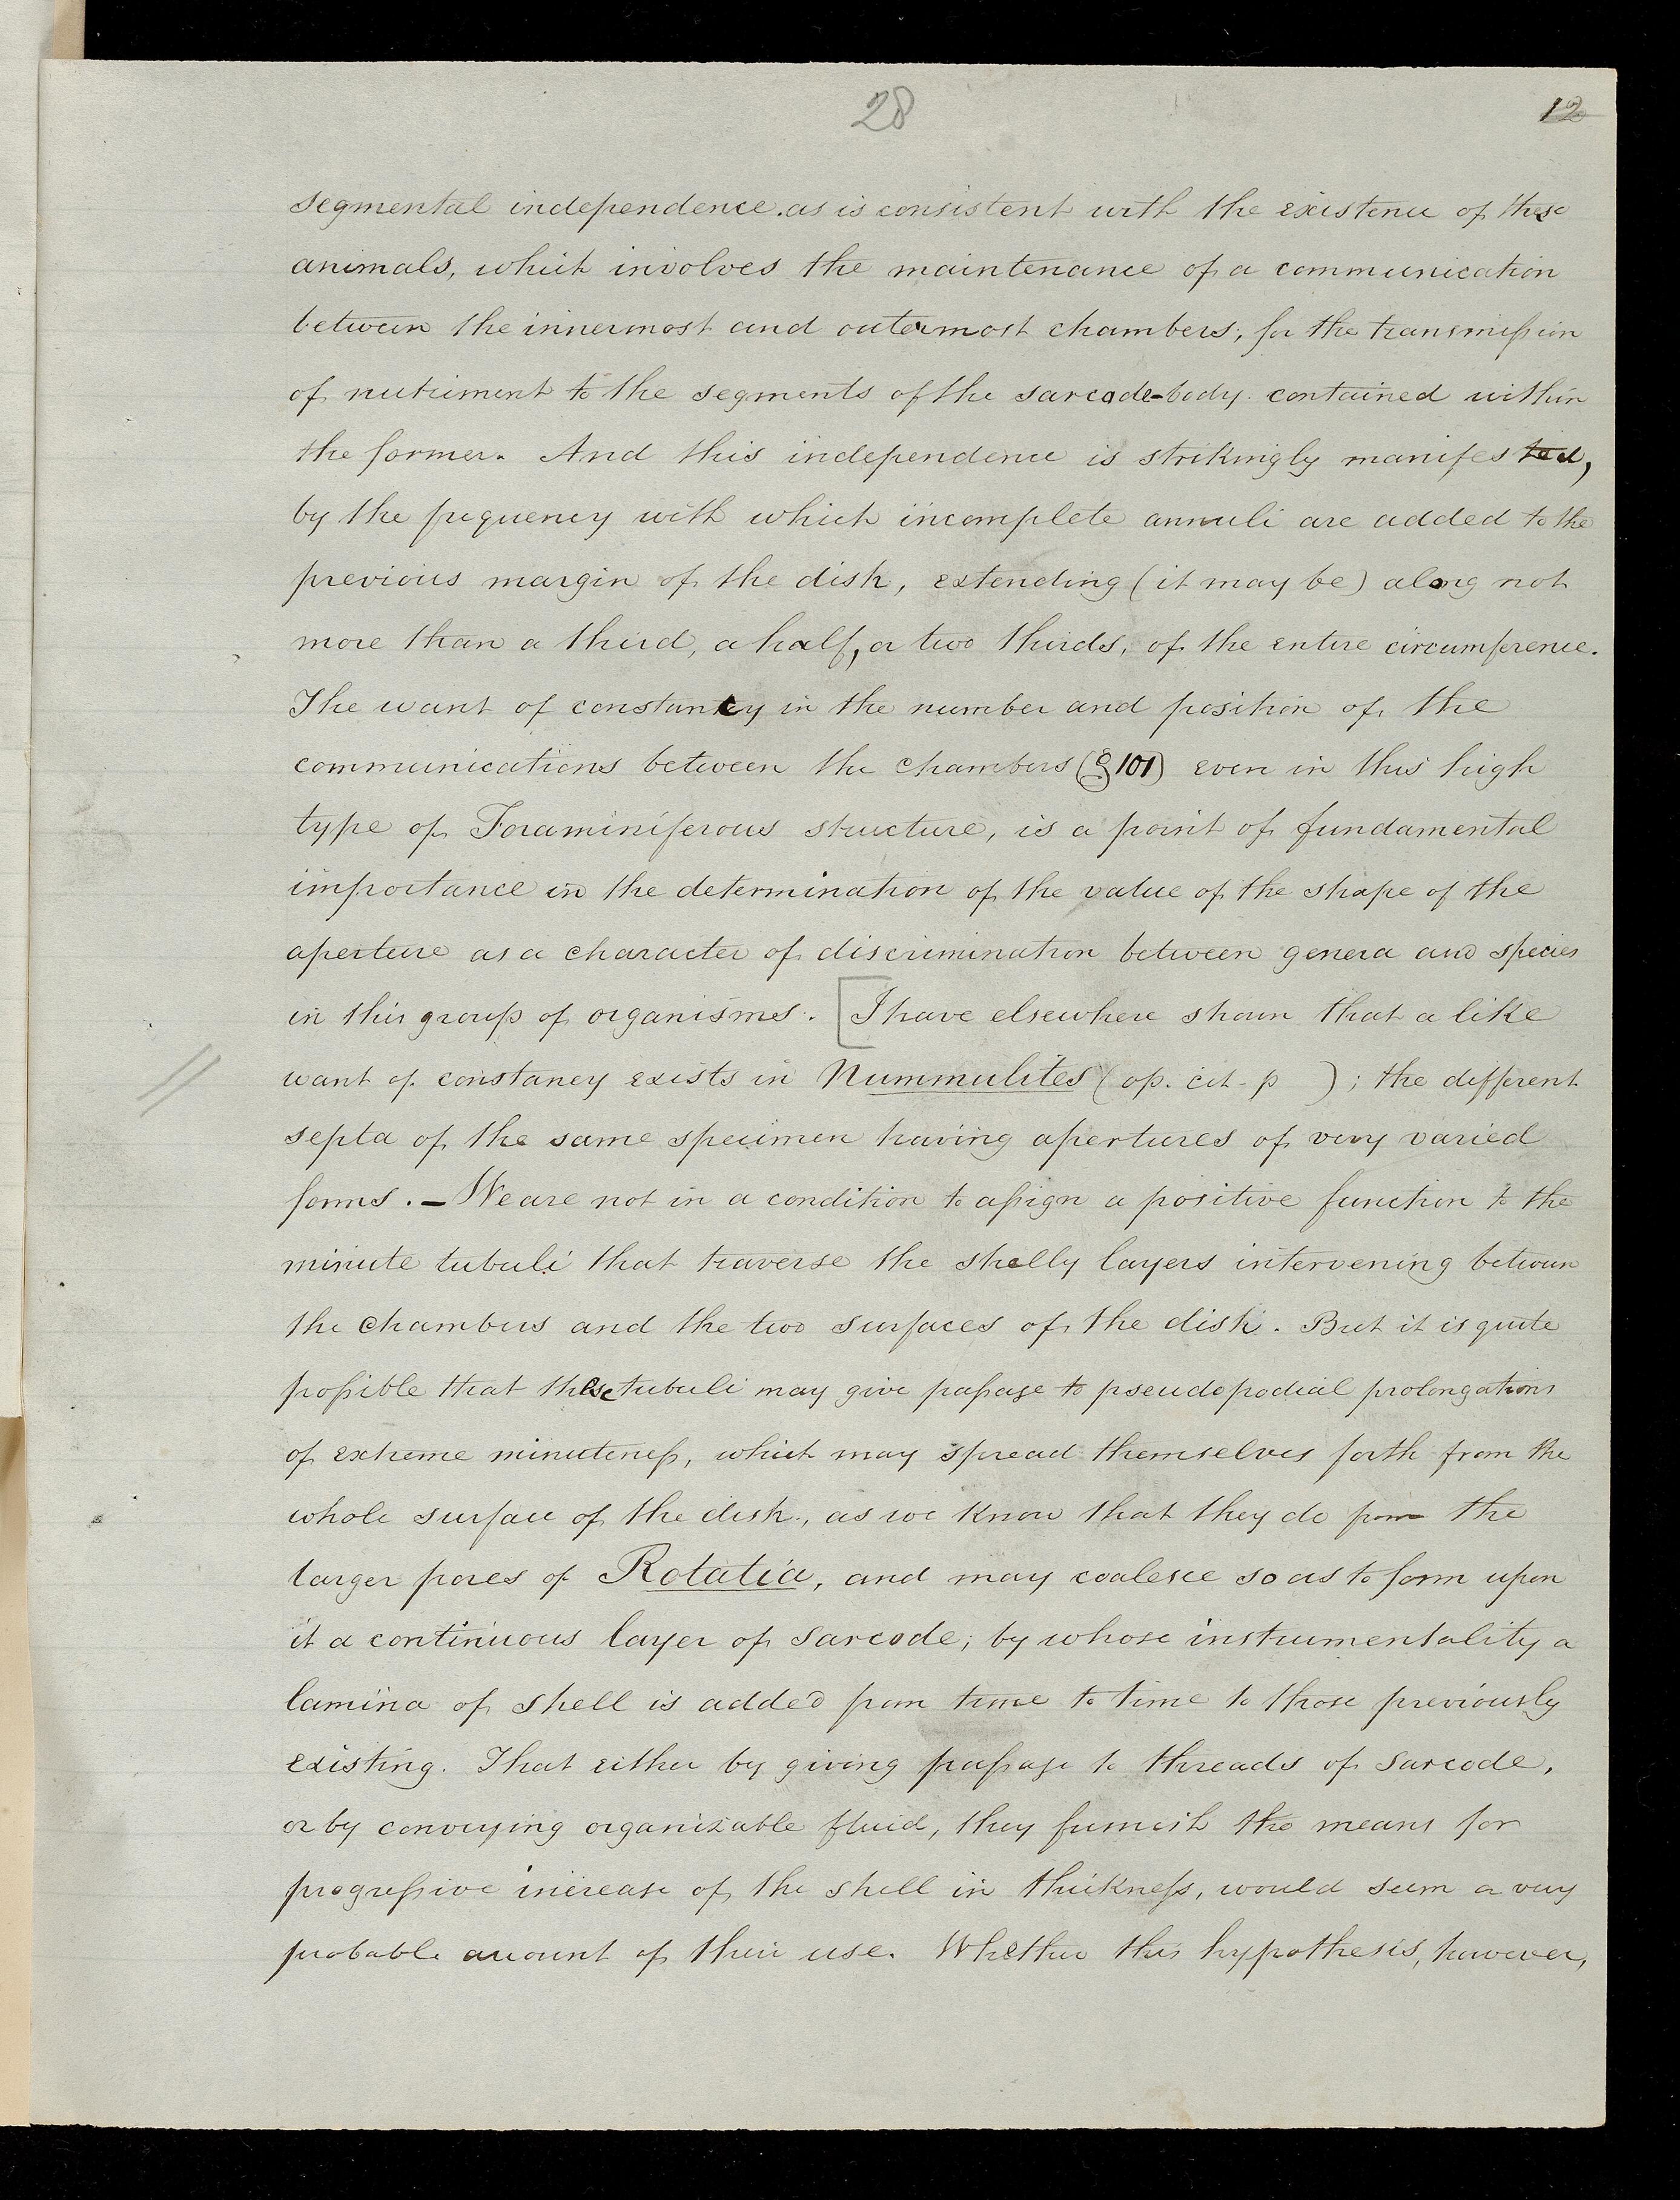 28
12
segmental independence. as is consistent with the existence of these
animals, which involves the maintenance of a communication
between the innermost and outermost chambers, for the transmission
of nutriment to the segments of the sarcode-body contained within
the former. And this independence is strikingly manifested,
by the frequency with which incomplete annuli are added to the
previous margin of the disk, extending (it may be) along not
more than a third, a half, or two thirds, of the entire circumference.
The want of constancy in the number and position of the
communications between the chambers (§101) even in this high
type of Foraminiferous structure, is a point of fundamental
importance in the determination of the value of the shape of the
aperture as a character of discrimination between genera and species
in this group of organisms. [I have elsewhere shown that a like
want of constancy exists in Nummulites (op. cit. p ); the different
septa of the same specimen having apertures of very varied
forms. – We are not in a condition to assign a positive function to the
minute tubuli that traverse the shelly layers intervening between
the chambers and the two surfaces of the disk. But it is quite
possible that these tubuli may give passage to pseudopodial prolongations
of extreme minuteness, which may spread themselves forth from the
whole surface of the disk, as we know that they do from the
larger pores of Rotalia, and may coalesce so as to form upon
it a continuous layer of sarcode; by whose instrumentality a
lamina of shell is added from time to time to those previously
existing. That either by giving passage to threads of sarcode,
or by conveying organizable fluid, they furnish the means for
progressive increase of the shell in thickness, would seem a very
probable account of their use. Whether this hypothesis, however,